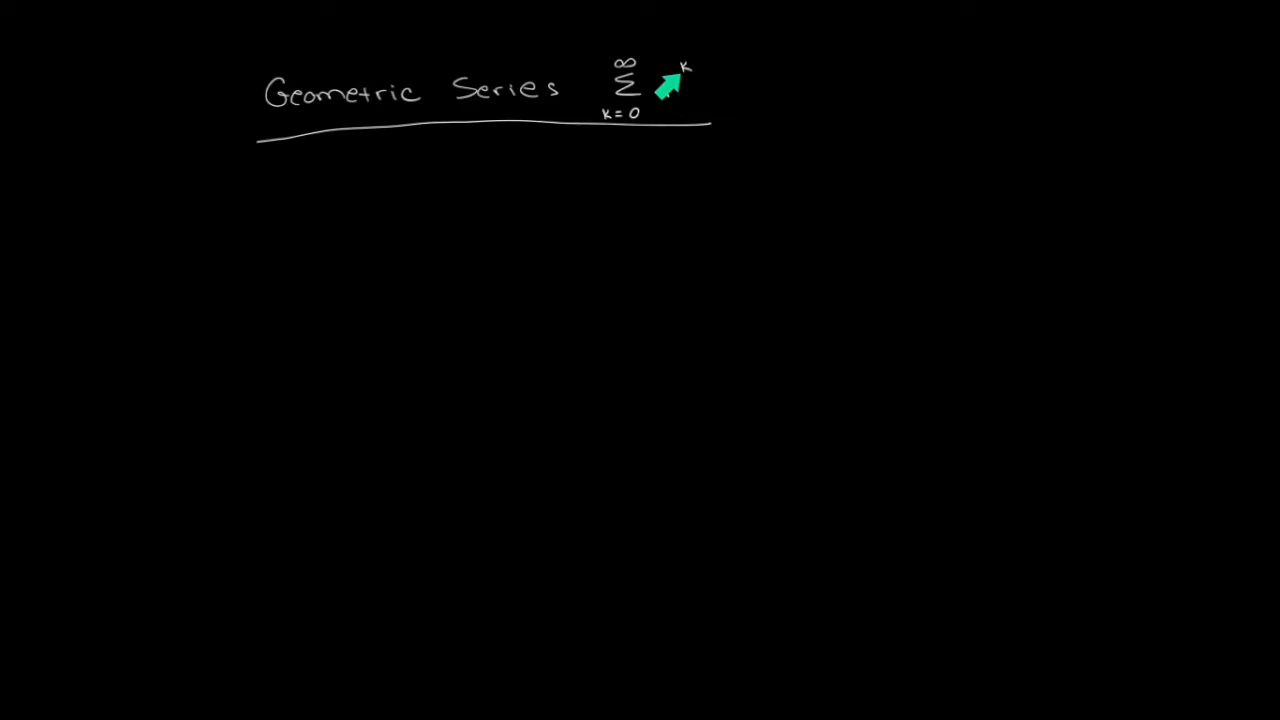 Geometric Series ∞ Σ k=0 k